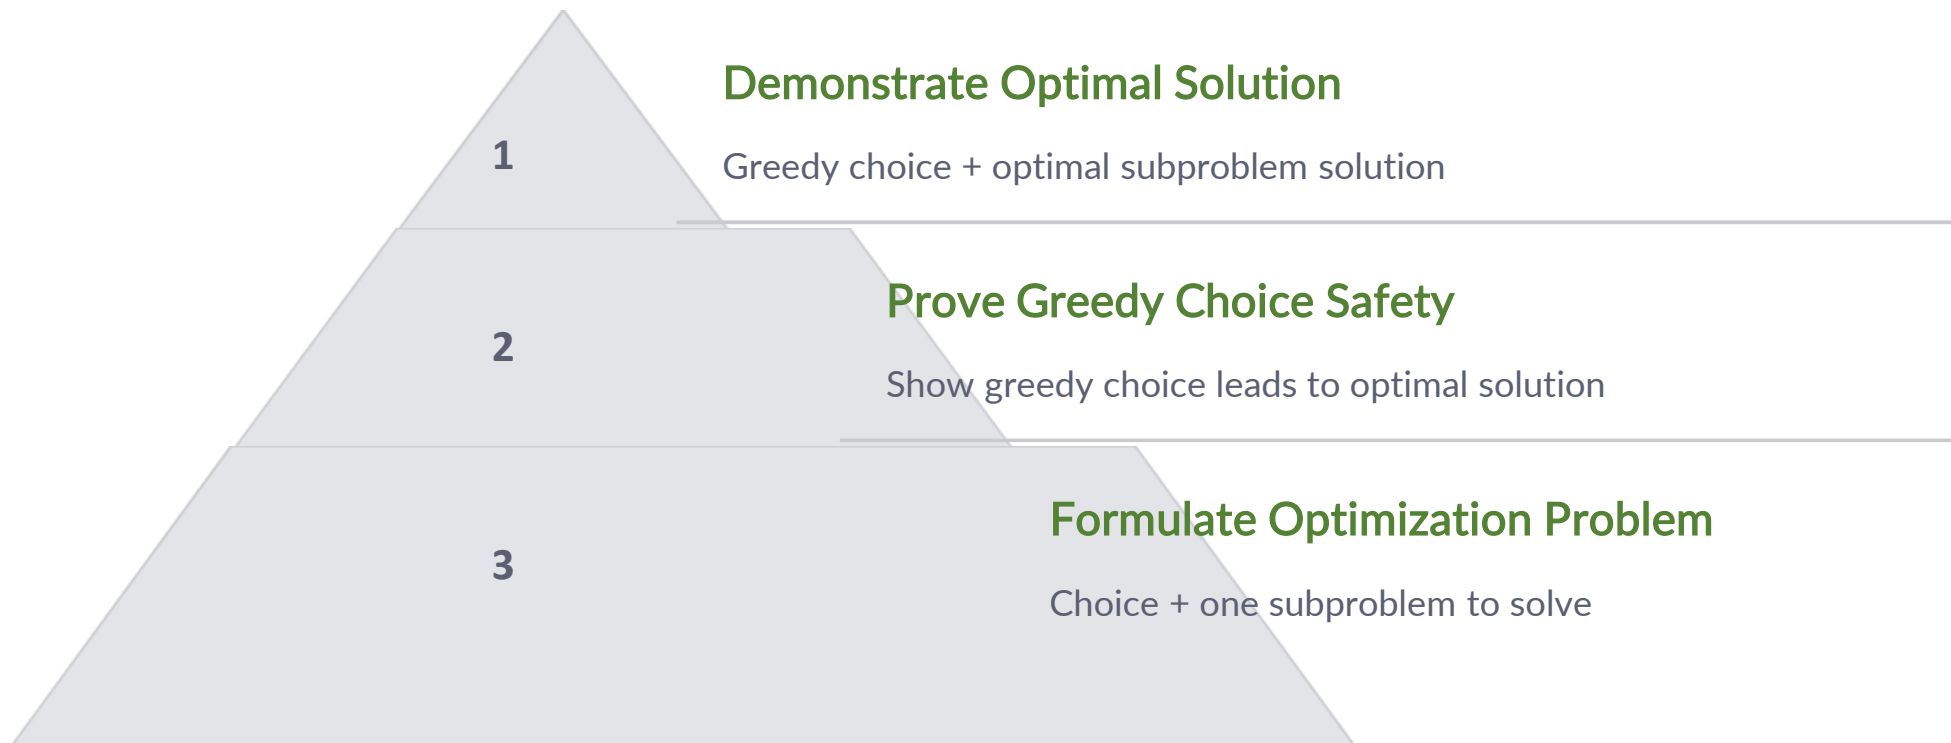 1
Demonstrate Optimal Solution
Greedy choice + optimal subproblem solution
2
Prove Greedy Choice Safety
Show greedy choice leads to optimal solution
3
Formulate Optimization Problem
Choice + one subproblem to solve